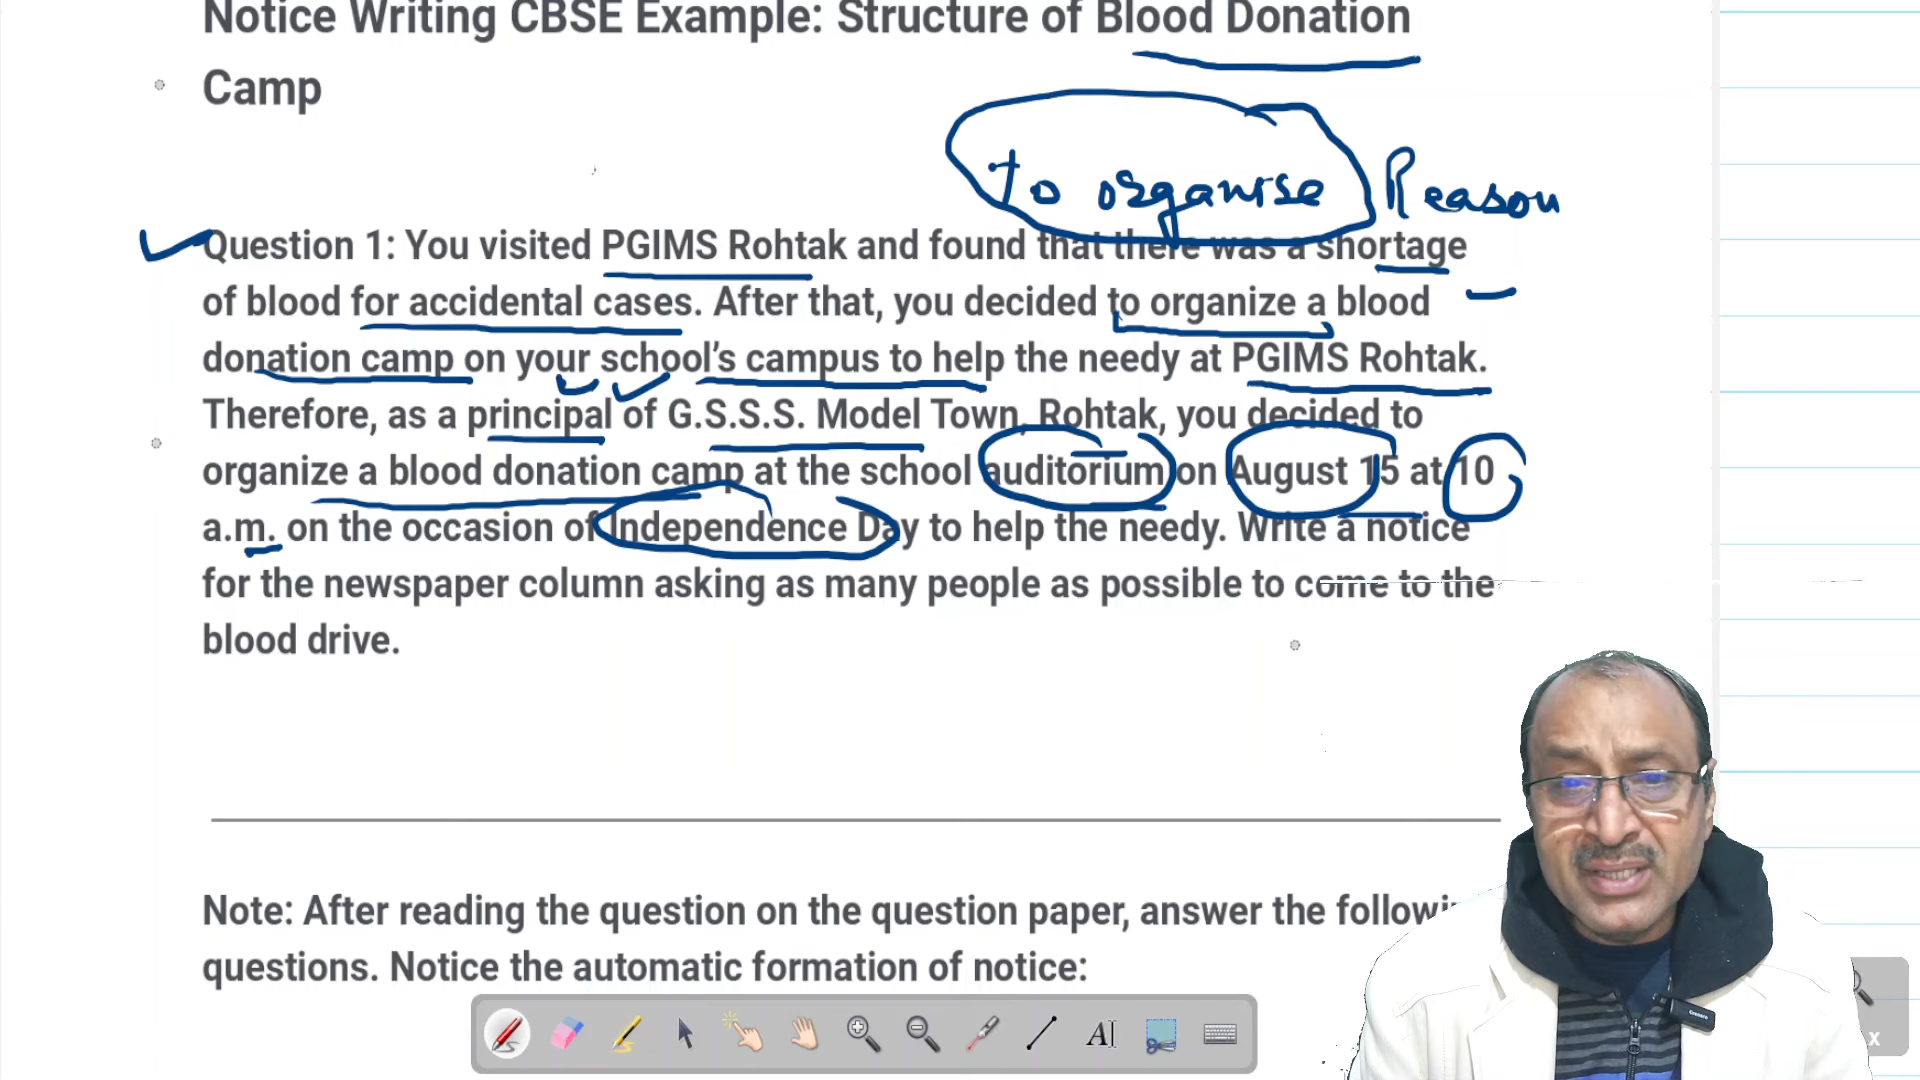 Notice Writing CBSE Example: Structure of Blood Donation
Camp
to organise Reason
Question 1: You visited PGIMS Rohtak and found that there was a shortage
of blood for accidental cases. After that, you decided to organize a blood
donation camp on your school's campus to help the needy at PGIMS Rohtak.
Therefore, as a principal of G.S.S.S. Model Town, Rohtak, you decided to
organize a blood donation camp at the school auditorium on August 15 at 10
a.m. on the occasion of Independence Day to help the needy. Write a notice
for the newspaper column asking as many people as possible to come to the
blood drive.
Note: After reading the question on the question paper, answer the followi
questions. Notice the automatic formation of notice:
A
x